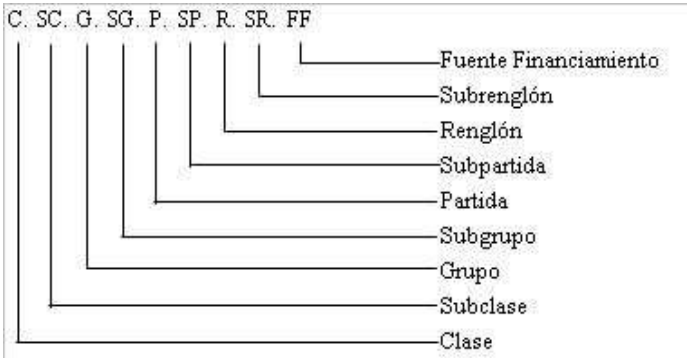 C. SC. G. SG. P. SP. R. SR. FF
Fuente Financiamiento
Subrenglón
Renglón
Subpartida
Partida
Subgrupo
Grupo
Subclase
Clase